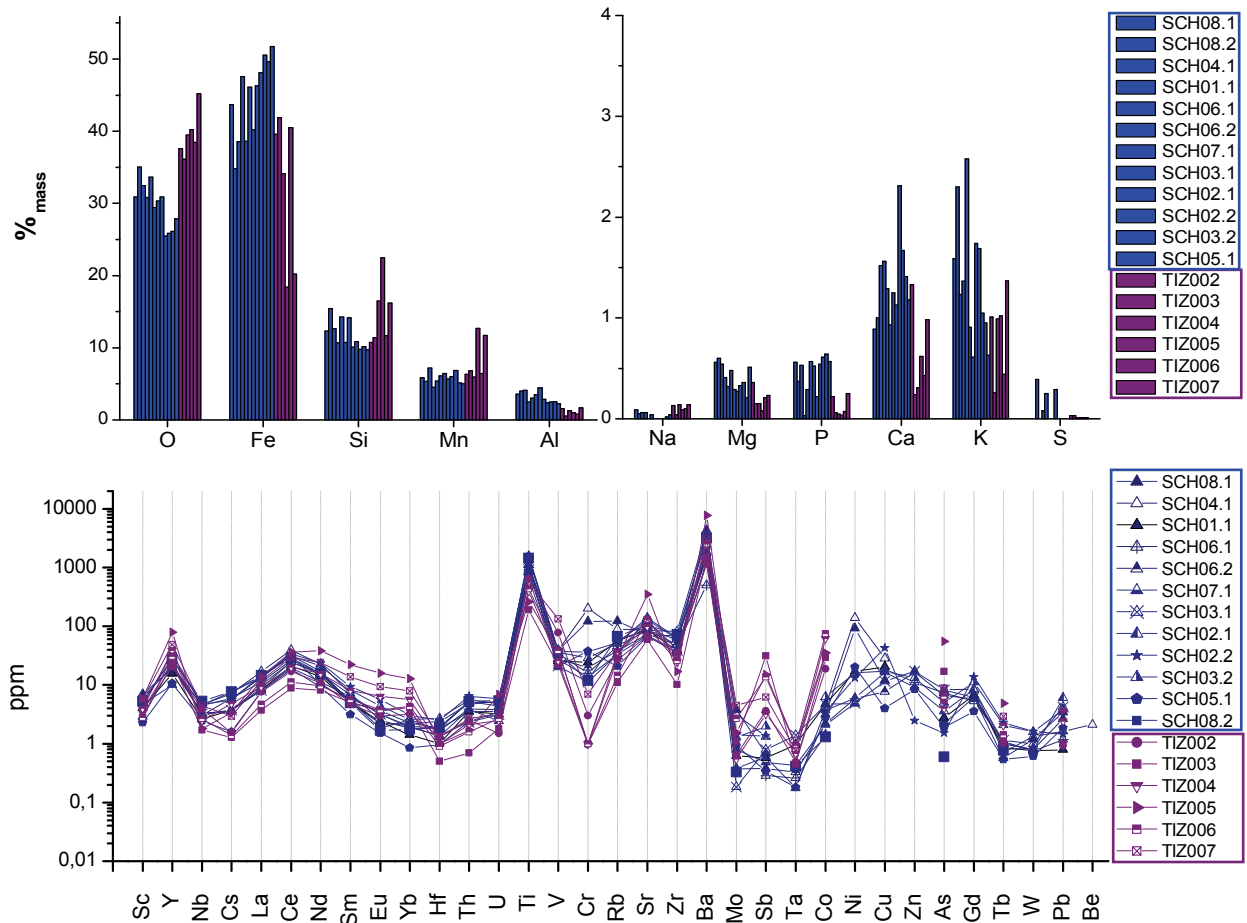 % mass
50
40
30
20
10
0
O Fe Si Mn Al
4
3
2
1
0
Na Mg P Ca K S
SCH08.1
SCH08.2
SCH04.1
SCH01.1
SCH06.1
SCH06.2
SCH07.1
SCH03.1
SCH02.1
SCH02.2
SCH03.2
SCH05.1
TIZ002
TIZ003
TIZ004
TIZ005
TIZ006
TIZ007
ppm
10000
1000
100
10
1
0,1
0,01
Sc Y Nb Cs La Ce Nd Sm Eu Yb Hf Th U Ti V Cr Rb Sr Zr Ba Mo Sb Ta Co Ni Cu Zn As Gd Tb W Pb Be
SCH08.1
SCH04.1
SCH01.1
SCH06.1
SCH06.2
SCH07.1
SCH03.1
SCH02.1
SCH02.2
SCH03.2
SCH05.1
SCH08.2
TIZ002
TIZ003
TIZ004
TIZ005
TIZ006
TIZ007